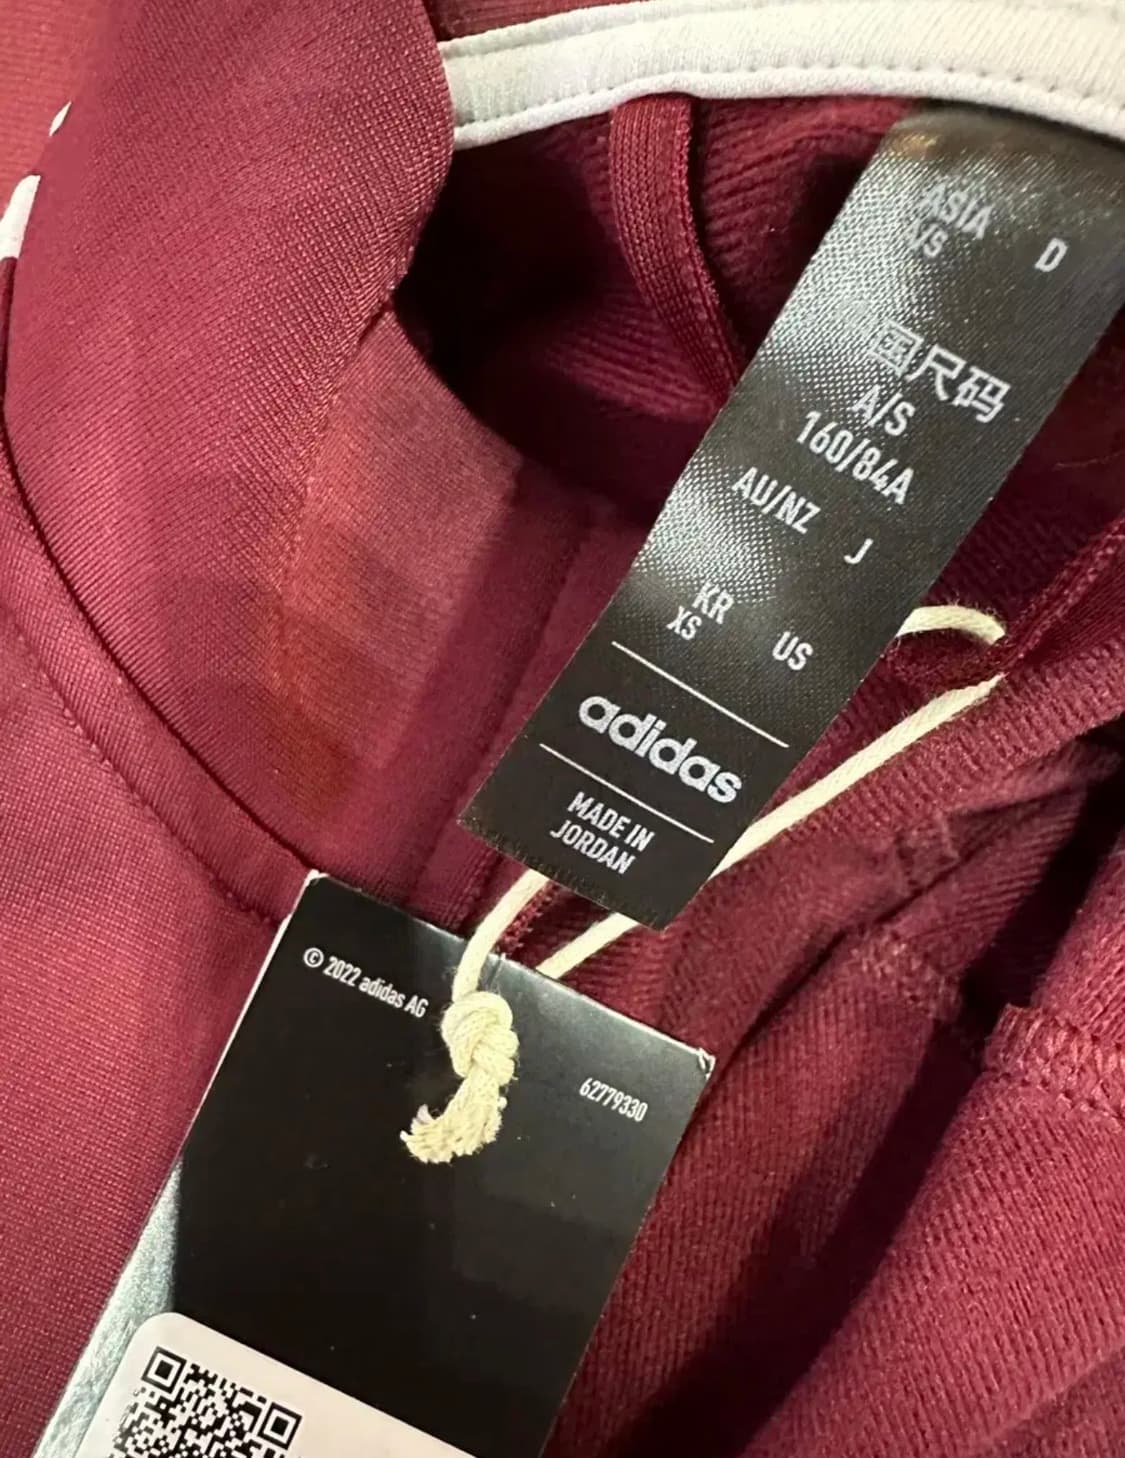 ASIA D
/S
国尺码
A/S
160/84A
AU/NZ J
KR US
XS
adidas
MADE IN
JORDAN
© 2022 adidas AG
62779330